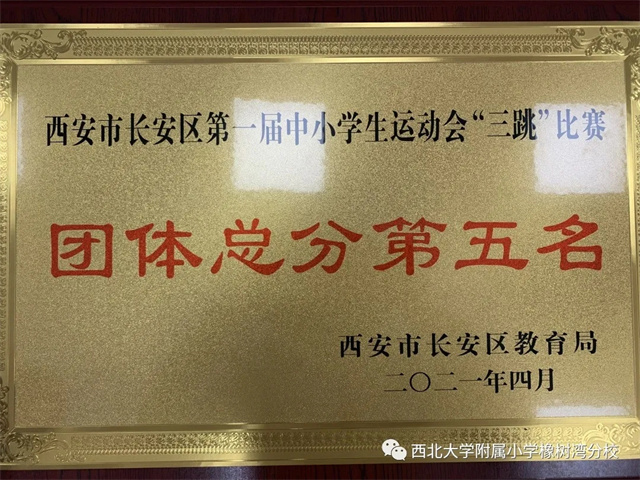 西安市长安区第一届中小学生运动会“三跳”比赛
团体总分第五名
西安市长安区教育局
二〇二一年四月
西北大学附属小学橡树湾分校